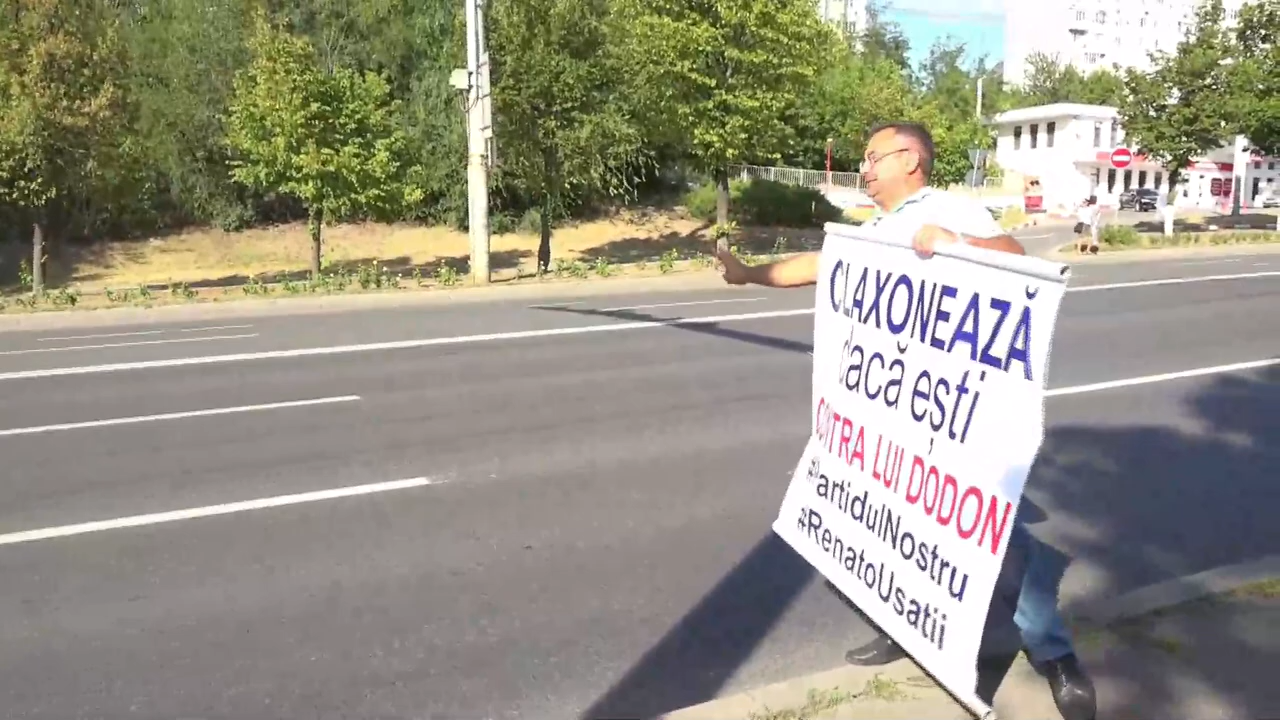 CLAXONEAZĂ
dacă ești
CONTRA LUI DODON
#PartidulNostru
#RenatoUsatii